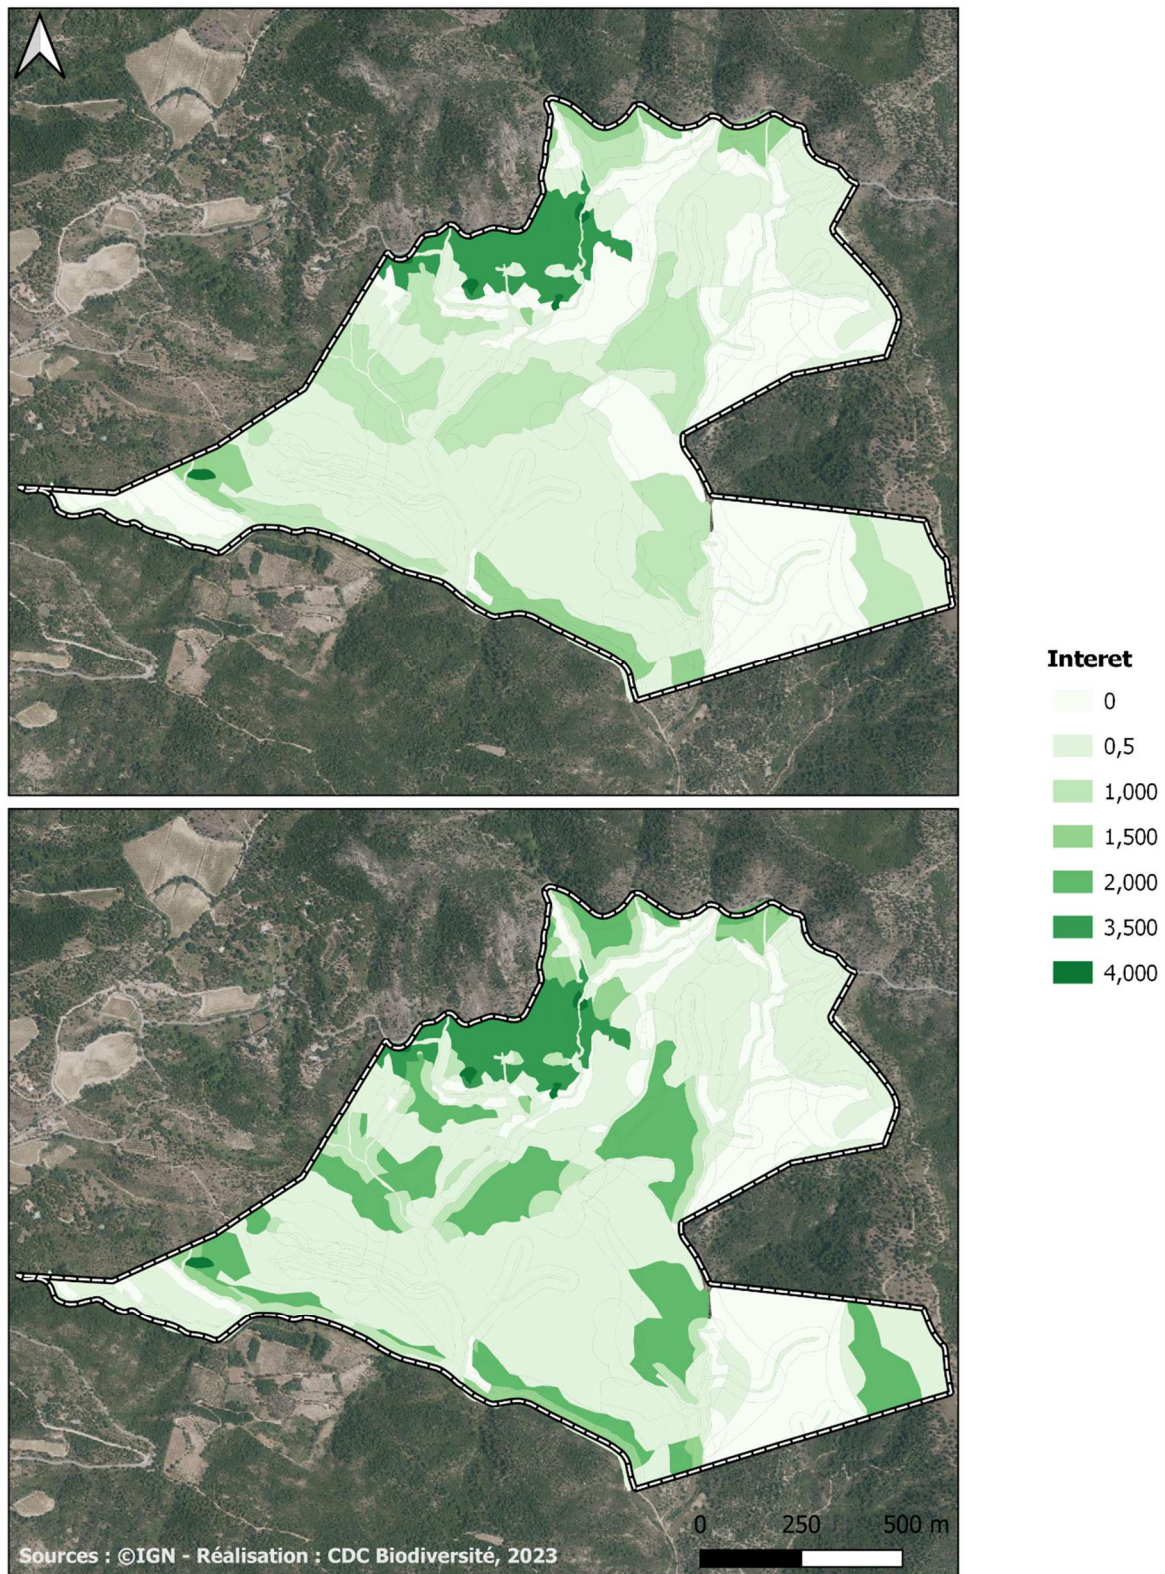 Interet
0
0,5
1,000
1,500
2,000
3,500
4,000
0 250 500 m
Sources : ©IGN - Réalisation : CDC Biodiversité, 2023